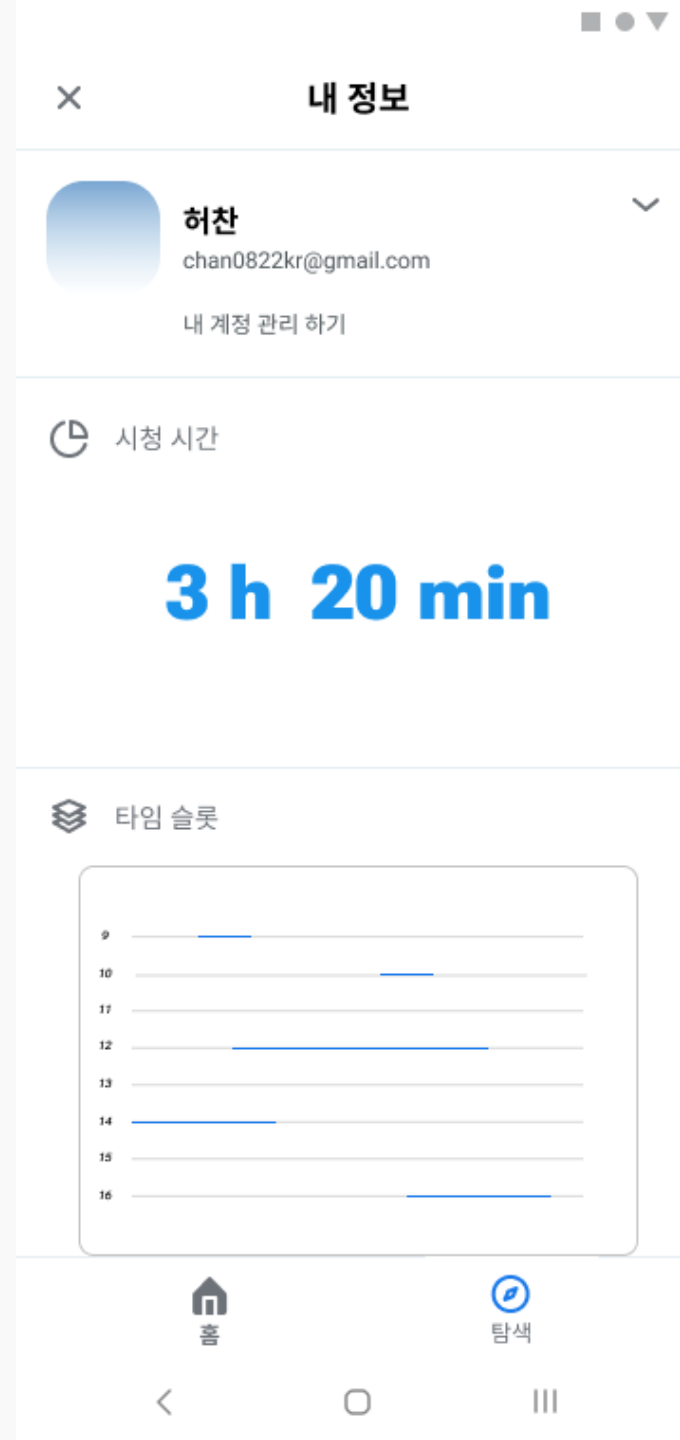 내 정보
허찬
chan0822kr@gmail.com
내 계정 관리 하기
시청 시간
3 h 20 min
타임 슬롯
9
10
11
12
13
14
15
16
홈
탐색